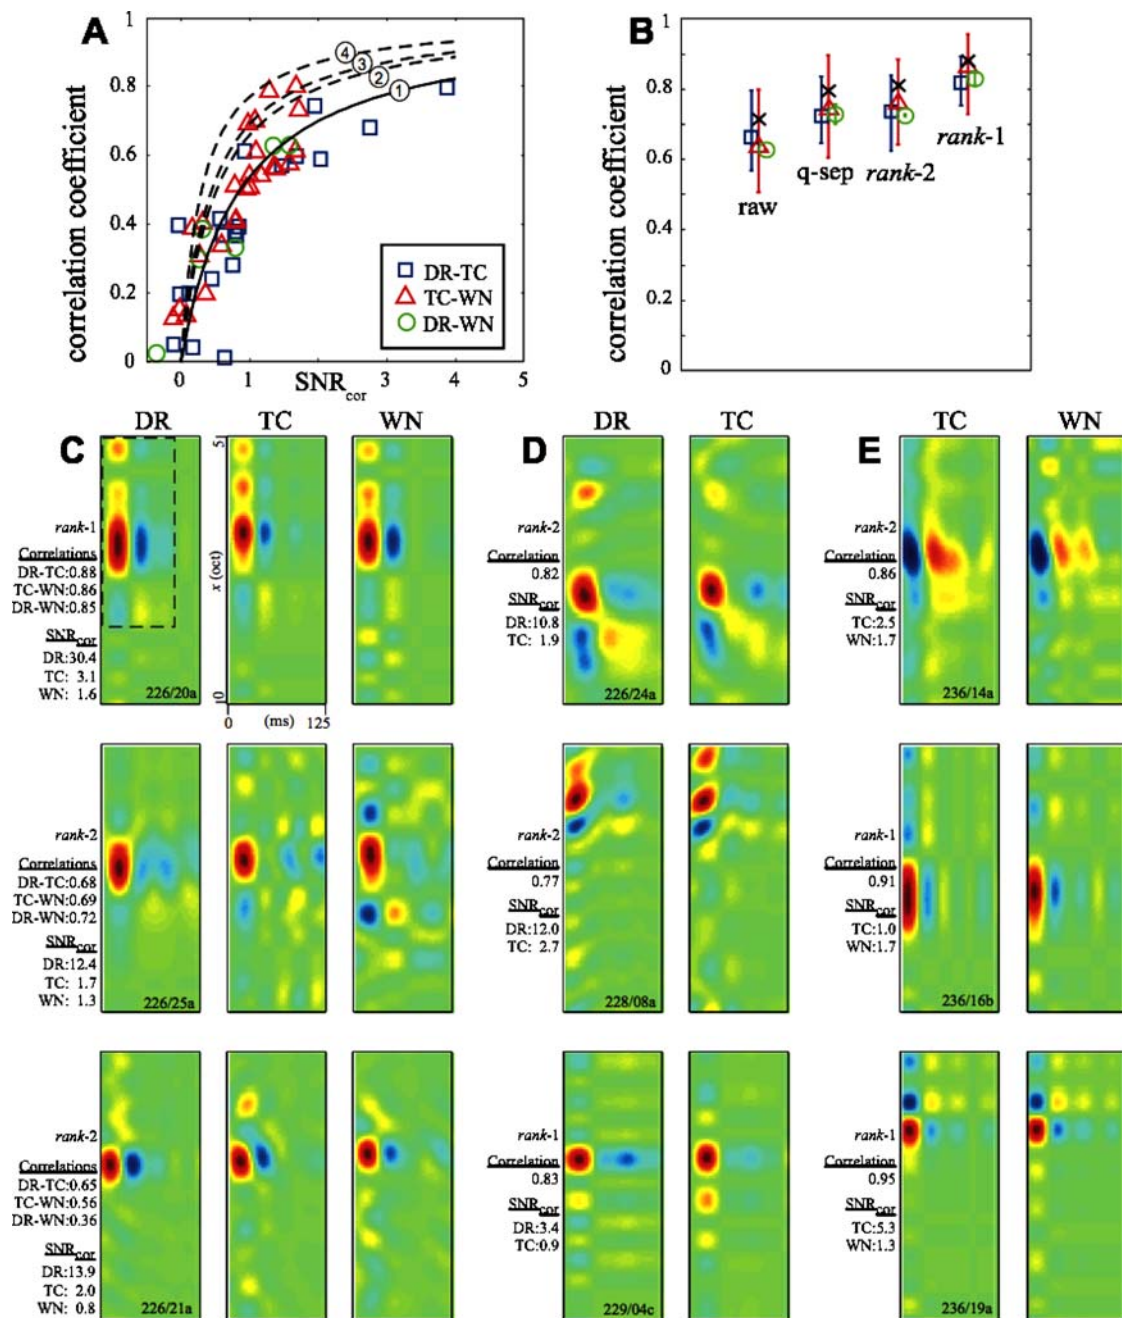 A
1
0.8
0.6
0.4
0.2
0
correlation coefficient
4
3
2
1
DR-TC
TC-WN
DR-WN
0 1 SNRcor 3 4 5
B
1
0.8
0.6
0.4
0.2
0
correlation coefficient
raw
q-sep
rank-2
rank-1
C
DR TC WN
rank-1
Correlations
DR-TC:0.88
TC-WN:0.86
DR-WN:0.85
SNRcor
DR:30.4
TC: 3.1
WN: 1.6
226/20a
5
x (oct)
0
0 (ms) 125
rank-2
Correlations
DR-TC:0.68
TC-WN:0.69
DR-WN:0.72
SNRcor
DR:12.4
TC: 1.7
WN: 1.3
226/25a
rank-2
Correlations
DR-TC:0.65
TC-WN:0.56
DR-WN:0.36
SNRcor
DR:13.9
TC: 2.0
WN: 0.8
226/21a
D
DR TC
rank-2
Correlation
0.82
SNRcor
DR:10.8
TC: 1.9
226/24a
rank-2
Correlation
0.77
SNRcor
DR:12.0
TC: 2.7
228/08a
rank-1
Correlation
0.83
SNRcor
DR:3.4
TC:0.9
229/04c
E
TC WN
rank-2
Correlation
0.86
SNRcor
TC:2.5
WN:1.7
236/14a
rank-1
Correlation
0.91
SNRcor
TC:1.0
WN:1.7
236/16b
rank-1
Correlation
0.95
SNRcor
TC:5.3
WN:1.3
236/19a